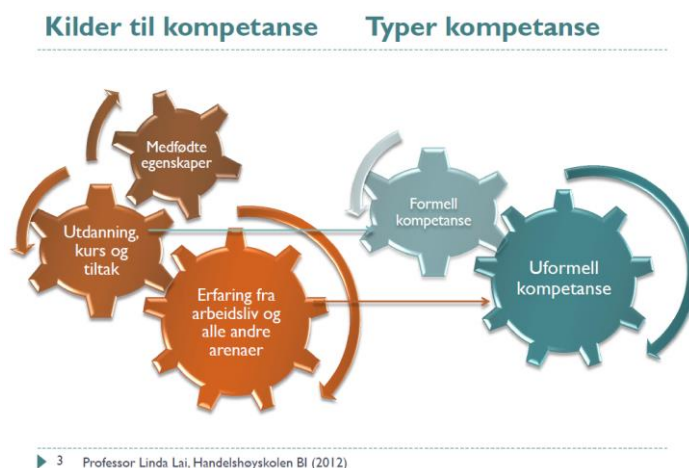 Kilder til kompetanse
Typer kompetanse
Medfødte
egenskaper
Utdanning,
kurs og
tiltak
Erfaring fra
arbeidsliv og
alle andre
arenaer
Formell
kompetanse
Uformell
kompetanse
3 Professor Linda Lai, Handelshøyskolen BI (2012)